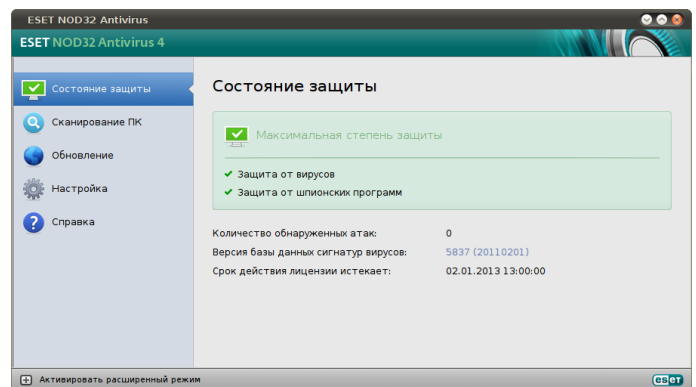 ESET NOD32 Antivirus
ESET NOD32 Antivirus 4
Состояние защиты
Сканирование ПК
Обновление
Настройка
Справка
Состояние защиты
Максимальная степень защиты
Защита от вирусов
Защита от шпионских программ
Количество обнаруженных атак: 0
Версия базы данных сигнатур вирусов: 5837 (20110201)
Срок действия лицензии истекает: 02.01.2013 13:00:00
Активировать расширенный режим
eset